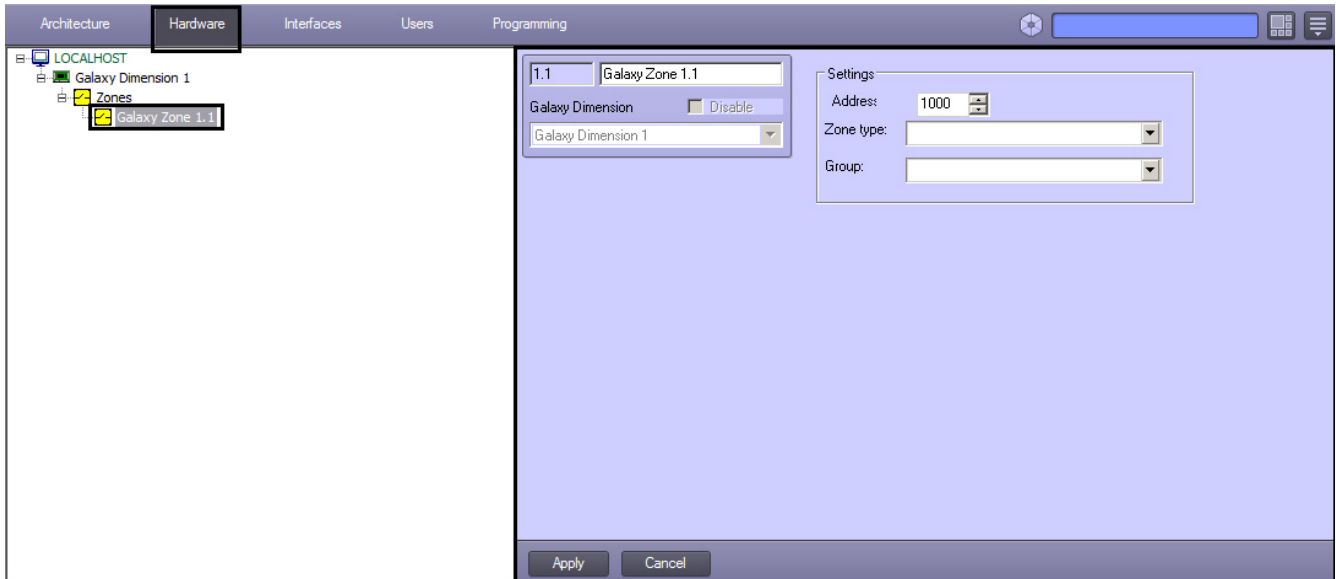 Architecture Hardware Interfaces Users Programming
LOCALHOST
Galaxy Dimension 1
Zones
Galaxy Zone 1.1
1.1 Galaxy Zone 1.1
Galaxy Dimension Disable
Galaxy Dimension 1
Settings
Address: 1000
Zone type:
Group:
Apply Cancel